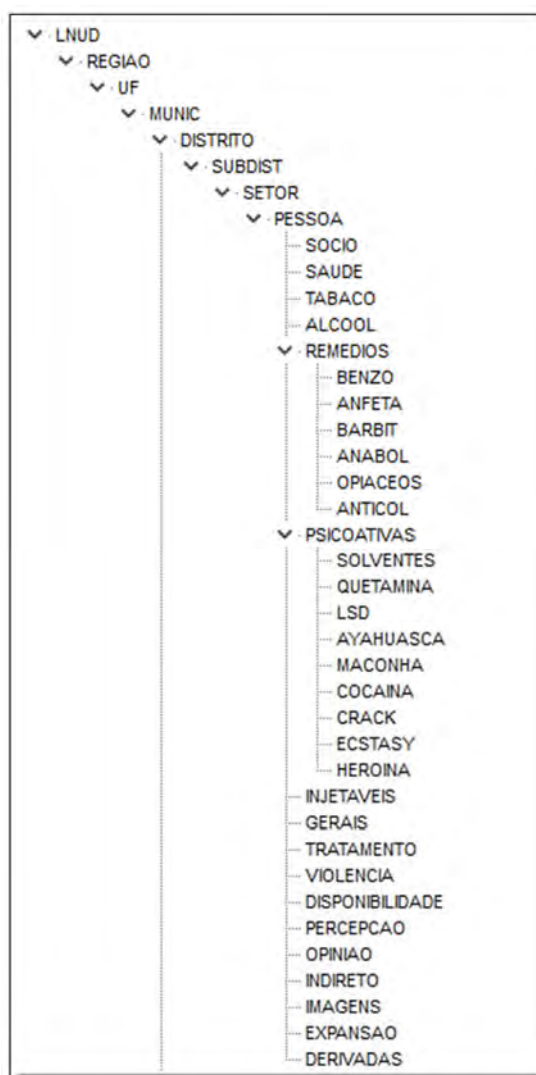 LNUD
REGIAO
UF
MUNIC
DISTRITO
SUBDIST
SETOR
PESSOA
SOCIO
SAUDE
TABACO
ALCOOL
REMEDIOS
BENZO
ANFETA
BARBIT
ANABOL
OPIACEOS
ANTICOL
PSICOATIVAS
SOLVENTES
QUETAMINA
LSD
AYAHUASCA
MACONHA
COCAINA
CRACK
ECSTASY
HEROINA
INJETAVEIS
GERAIS
TRATAMENTO
VIOLENCIA
DISPONIBILIDADE
PERCEPCAO
OPINIAO
INDIRETO
IMAGENS
EXPANSAO
DERIVADAS